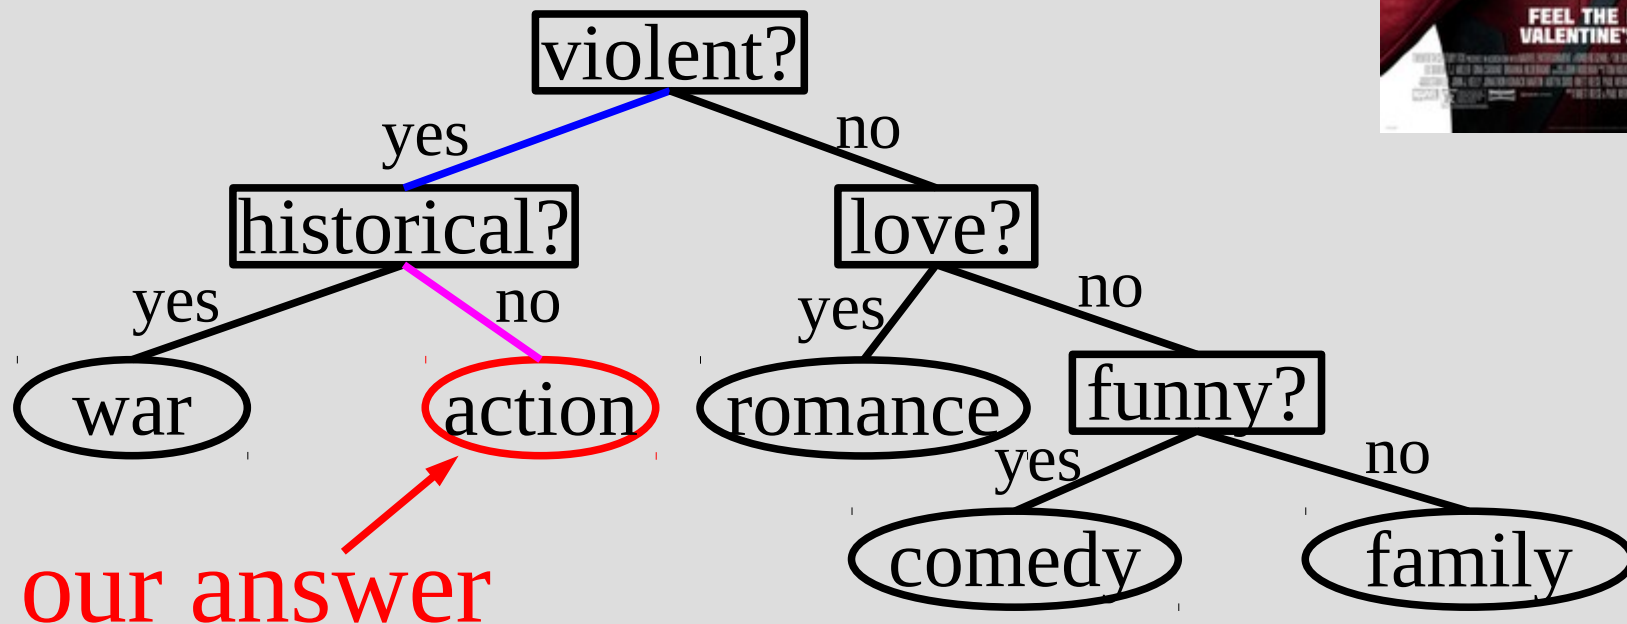 FEEL THE
VALENTINE'
violent?
yes
no
historical?
love?
yes
no
yes
no
war
action
romance
funny?
yes
no
comedy
family
our answer